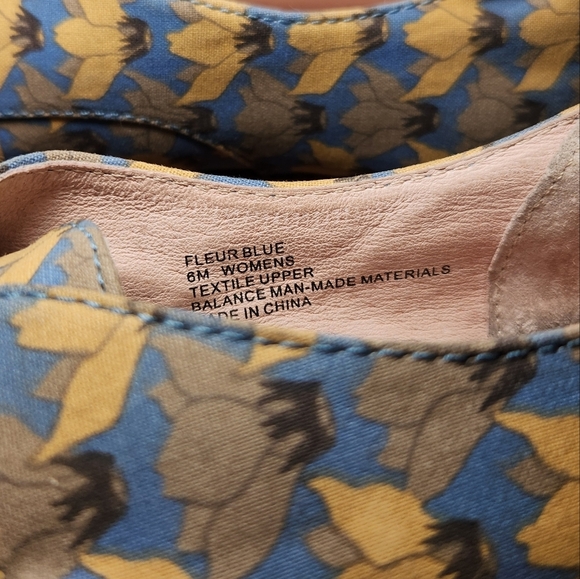 FLEUR BLUE
6M WOMENS
TEXTILE UPPER
BALANCE MAN-MADE MATERIALS
IN CHINA